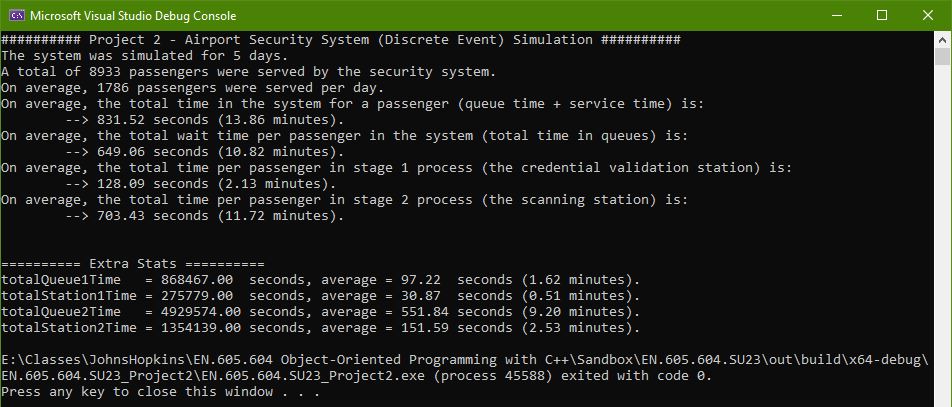 Microsoft Visual Studio Debug Console
########## Project 2 - Airport Security System (Discrete Event) Simulation ##########
The system was simulated for 5 days.
A total of 8933 passengers were served by the security system.
On average, 1786 passengers were served per day.
On average, the total time in the system for a passenger (queue time + service time) is:
        --> 831.52 seconds (13.86 minutes).
On average, the total wait time per passenger in the system (total time in queues) is:
        --> 649.06 seconds (10.82 minutes).
On average, the total time per passenger in stage 1 process (the credential validation station) is:
        --> 128.09 seconds (2.13 minutes).
On average, the total time per passenger in stage 2 process (the scanning station) is:
        --> 703.43 seconds (11.72 minutes).
========== Extra Stats ==========
totalQueue1Time   = 868467.00  seconds, average = 97.22  seconds (1.62 minutes).
totalStation1Time = 275779.00  seconds, average = 30.87  seconds (0.51 minutes).
totalQueue2Time   = 4929574.00 seconds, average = 551.84 seconds (9.20 minutes).
totalStation2Time = 1354139.00 seconds, average = 151.59 seconds (2.53 minutes).
E:\Classes\JohnsHopkins\EN.605.604 Object-Oriented Programming with C++\Sandbox\EN.605.604.SU23\out\build\x64-debug\
EN.605.604.SU23_Project2\EN.605.604.SU23_Project2.exe (process 45588) exited with code 0.
Press any key to close this window . . .